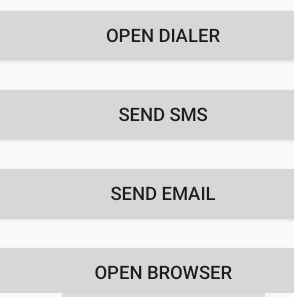 OPEN DIALER
SEND SMS
SEND EMAIL
OPEN BROWSER